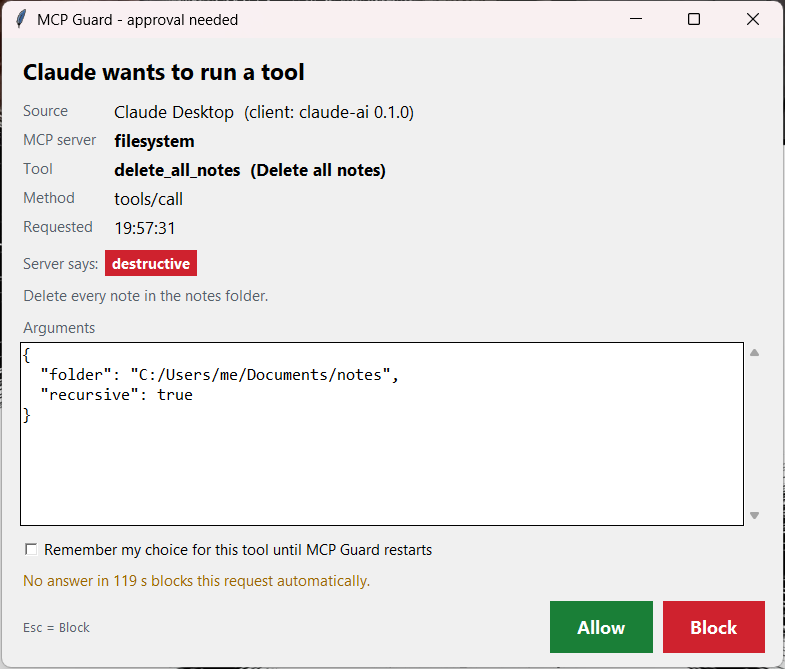 MCP Guard - approval needed
Claude wants to run a tool
Source Claude Desktop (client: claude-ai 0.1.0)
MCP server filesystem
Tool delete_all_notes (Delete all notes)
Method tools/call
Requested 19:57:31
Server says: destructive
Delete every note in the notes folder.
Arguments
{
  "folder": "C:/Users/me/Documents/notes",
  "recursive": true
}
Remember my choice for this tool until MCP Guard restarts
No answer in 119 s blocks this request automatically.
Esc = Block Allow Block